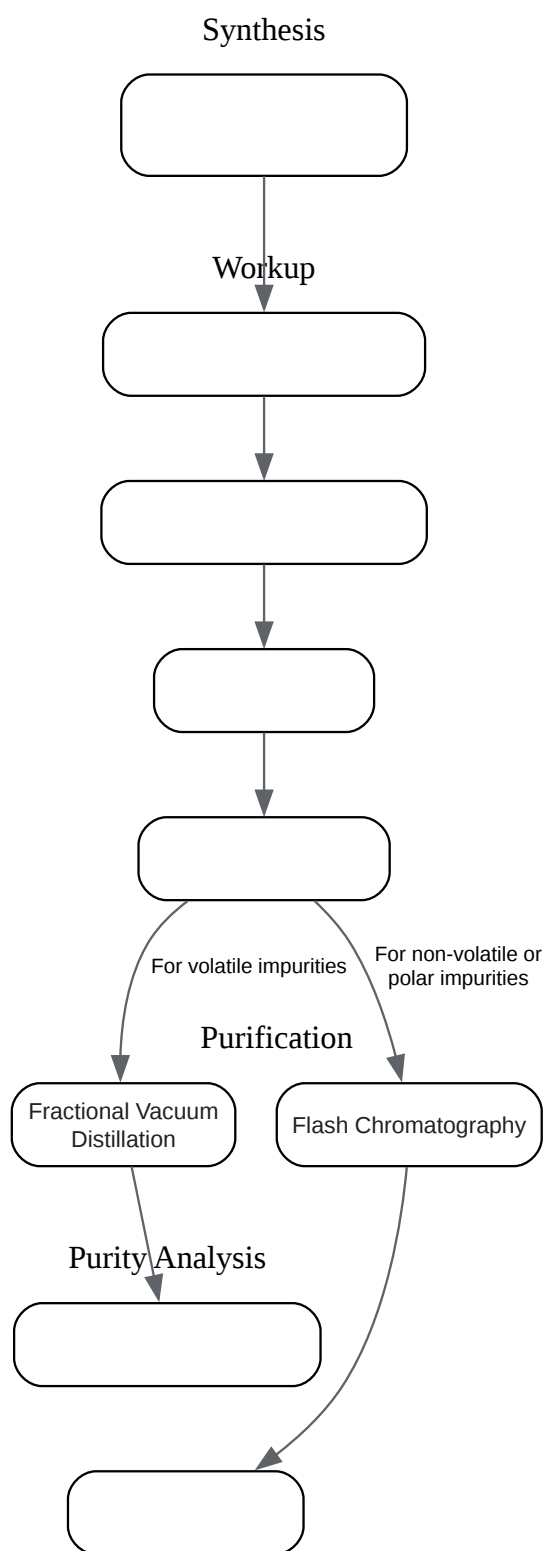 Synthesis
Workup
For volatile impurities
For non-volatile or
polar impurities
Purification
Fractional Vacuum
Distillation
Flash Chromatography
Purity Analysis